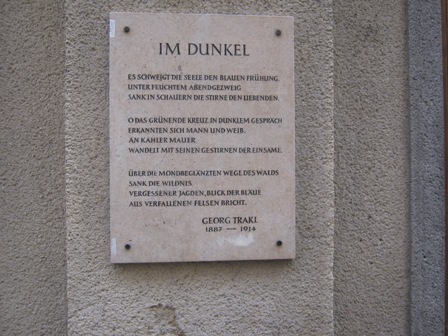 IM DUNKEL
ES SCHWEIGT DIE SEELE DEN BLAUEN FRÜHLING.
UNTER FEUCHTEM ABENDGEZWEIG
SANK IN SCHAUERN DIE STIRNE DEN LIEBENDEN.
O DAS GRÜNENDE KREUZ. IN DUNKLEM GESPRÄCH
ERKANNTEN SICH MANN UND WEIB.
AN KAHLER MAUER
WANDELT MIT SEINEN GESTIRNEN DER EINSAME.
ÜBER DIE MONDBEGLÄNZTEN WEGE DES WALDS
SANK DIE WILDNIS
VERGESSENER JAGDEN, BLICK DER BLÄUE
AUS VERFALLENEN FELSEN BRICHT.
GEORG TRAKL
1887 — 1914